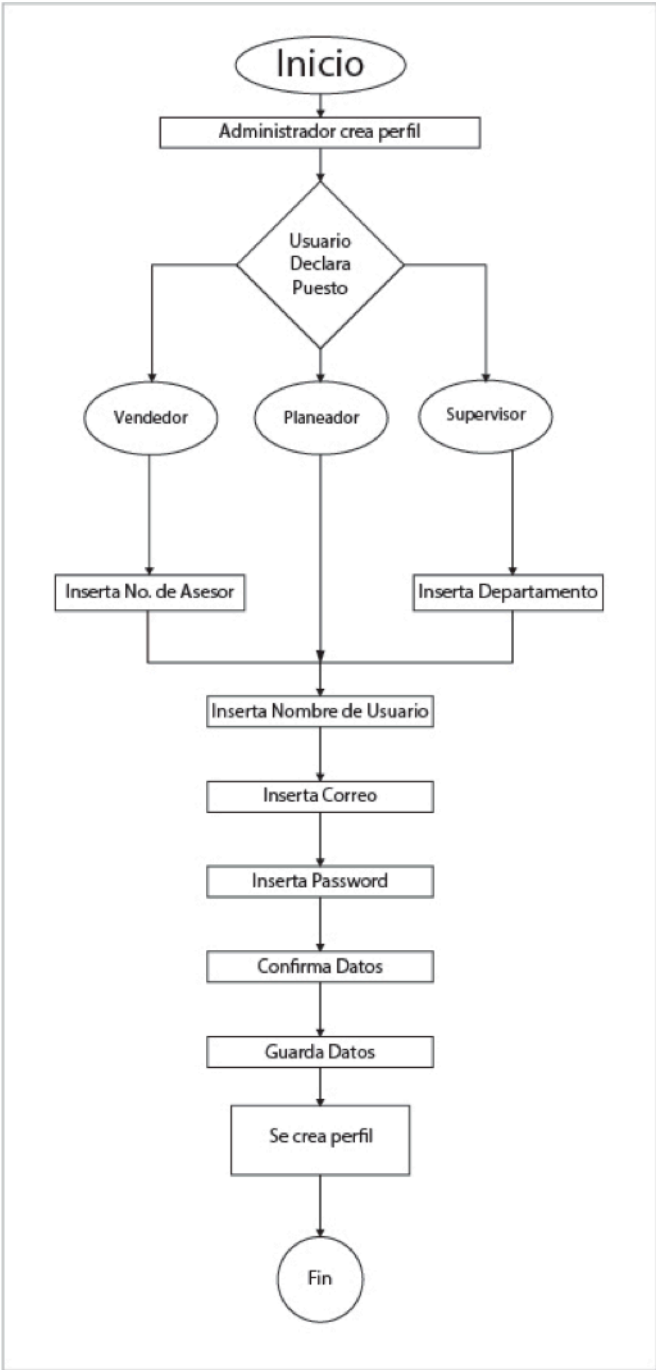 Inicio
Administrador crea perfil
Usuario
Declara
Puesto
Vendedor
Planeador
Supervisor
Inserta No. de Asesor
Inserta Departamento
Inserta Nombre de Usuario
Inserta Correo
Inserta Password
Confirma Datos
Guarda Datos
Se crea perfil
Fin